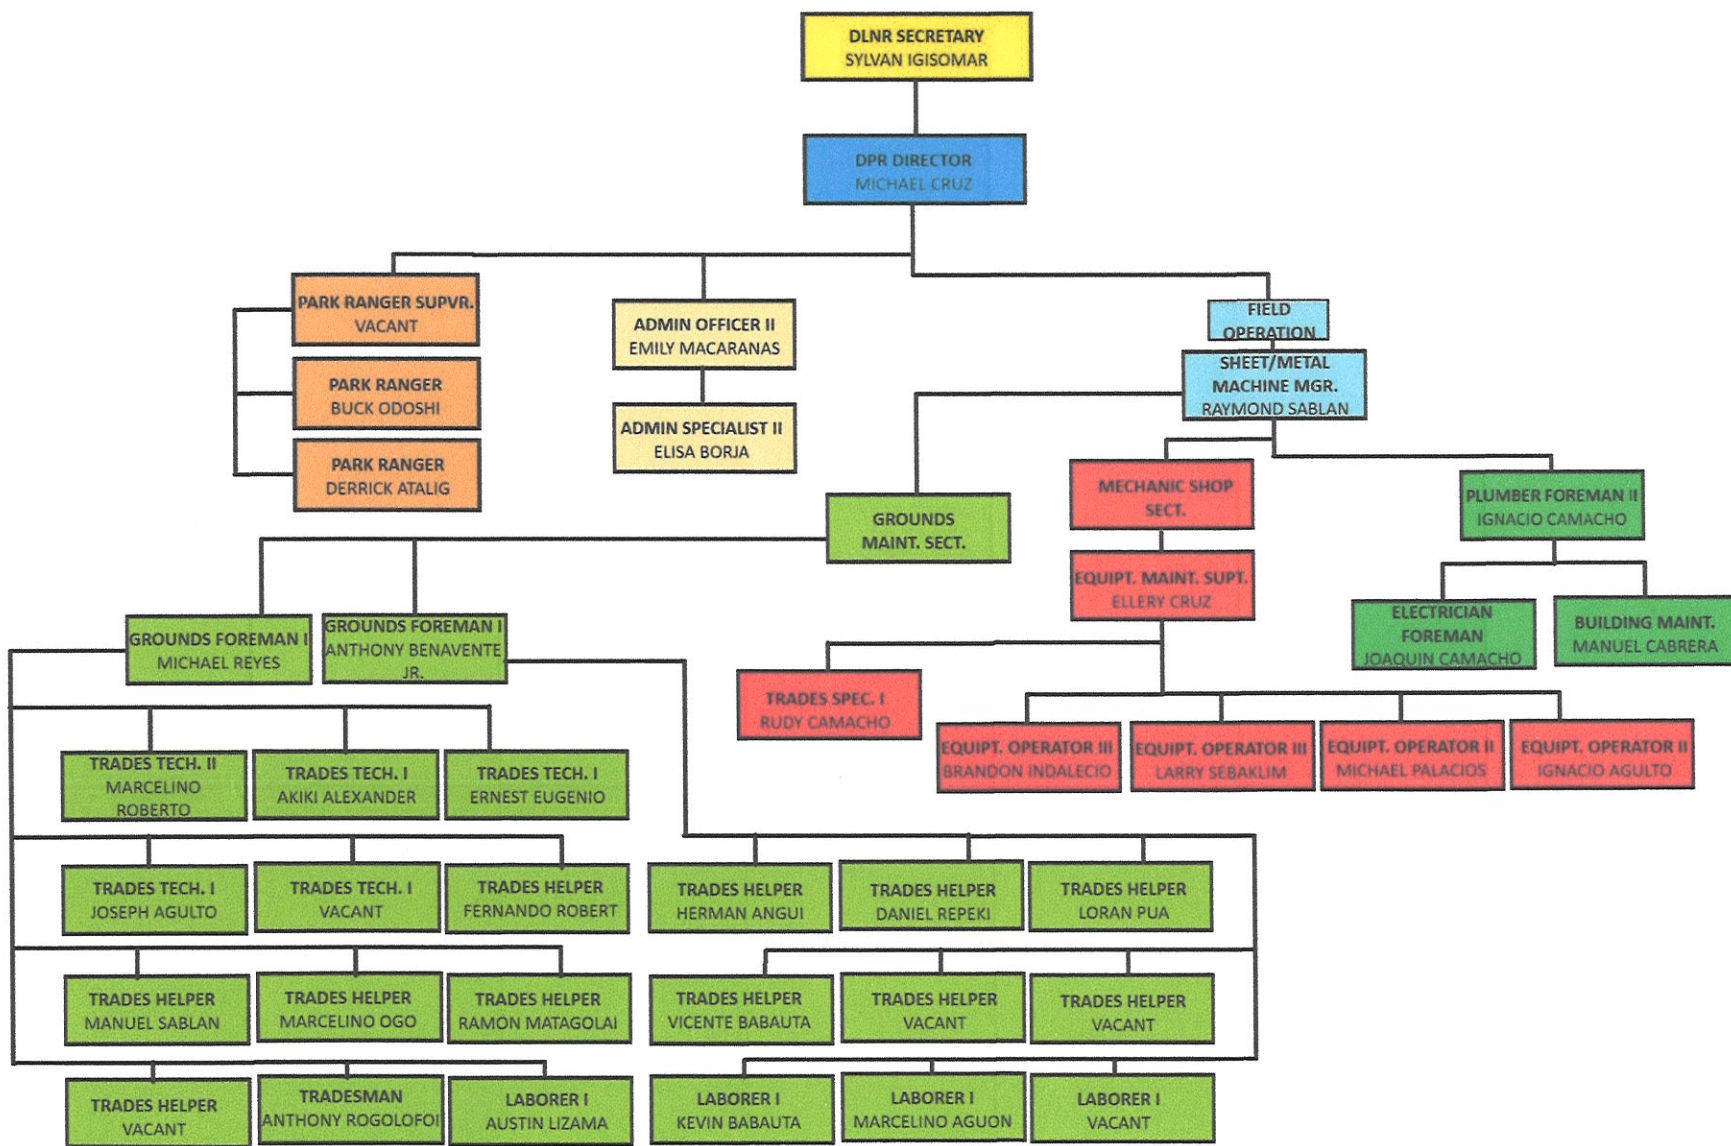 DLNR SECRETARY
SYLVAN IGISOMAR
DPR DIRECTOR
MICHAEL CRUZ
PARK RANGER SUPVR.
VACANT
PARK RANGER
BUCK ODOSHI
PARK RANGER
DERRICK ATALIG
ADMIN OFFICER II
EMILY MACARANAS
ADMIN SPECIALIST II
ELISA BORJA
FIELD
OPERATION
SHEET/METAL
MACHINE MGR.
RAYMOND SABLAN
GROUNDS
MAINT. SECT.
MECHANIC SHOP
SECT.
EQUIPT. MAINT. SUPT.
ELLERY CRUZ
PLUMBER FOREMAN II
IGNACIO CAMACHO
ELECTRICIAN
FOREMAN
JOAQUIN CAMACHO
BUILDING MAINT.
MANUEL CABRERA
GROUNDS FOREMAN I
MICHAEL REYES
GROUNDS FOREMAN I
ANTHONY BENAVENTE
JR.
TRADES SPEC. I
RUDY CAMACHO
EQUIPT. OPERATOR III
BRANDON INDALECIO
EQUIPT. OPERATOR III
LARRY SEBAKLIM
EQUIPT. OPERATOR II
MICHAEL PALACIOS
EQUIPT. OPERATOR II
IGNACIO AGULTO
TRADES TECH. II
MARCELINO
ROBERTO
TRADES TECH. I
AKIKI ALEXANDER
TRADES TECH. I
ERNEST EUGENIO
TRADES TECH. I
JOSEPH AGULTO
TRADES TECH. I
VACANT
TRADES HELPER
FERNANDO ROBERT
TRADES HELPER
HERMAN ANGUI
TRADES HELPER
DANIEL REPEKI
TRADES HELPER
LORAN PUA
TRADES HELPER
MANUEL SABLAN
TRADES HELPER
MARCELINO OGO
TRADES HELPER
RAMON MATAGOLAI
TRADES HELPER
VICENTE BABAUTA
TRADES HELPER
VACANT
TRADES HELPER
VACANT
TRADES HELPER
VACANT
TRADESMAN
ANTHONY ROGOLOFOI
LABORER I
AUSTIN LIZAMA
LABORER I
KEVIN BABAUTA
LABORER I
MARCELINO AGUON
LABORER I
VACANT